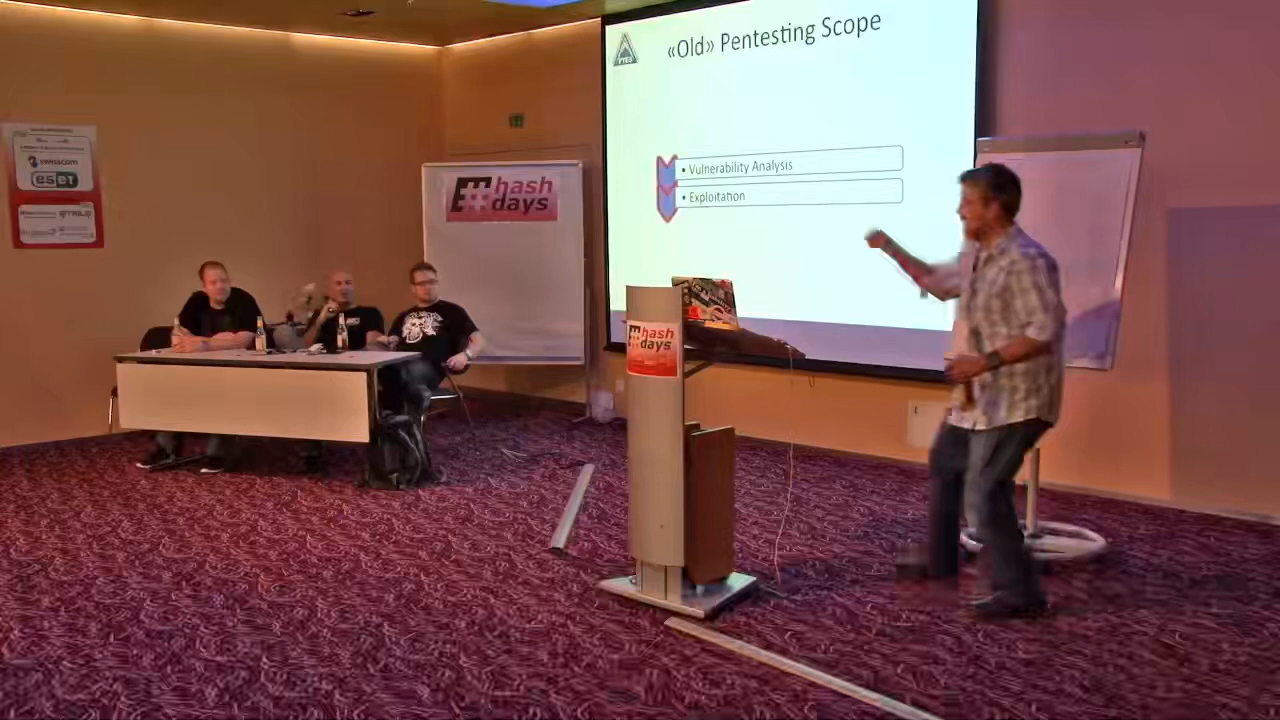 «Old» Pentesting Scope
• Vulnerability Analysis
• Exploitation
swisscom
eseT
#hash
days
#hash
days